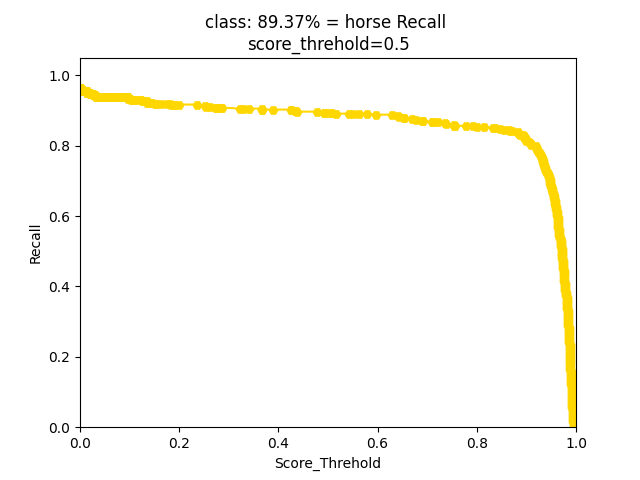 class: 89.37% = horse Recall
score_threhold=0.5
1.0
0.8
0.6
0.4
0.2
0.0
Recall
0.0 0.2 0.4 0.6 0.8 1.0
Score_Threhold